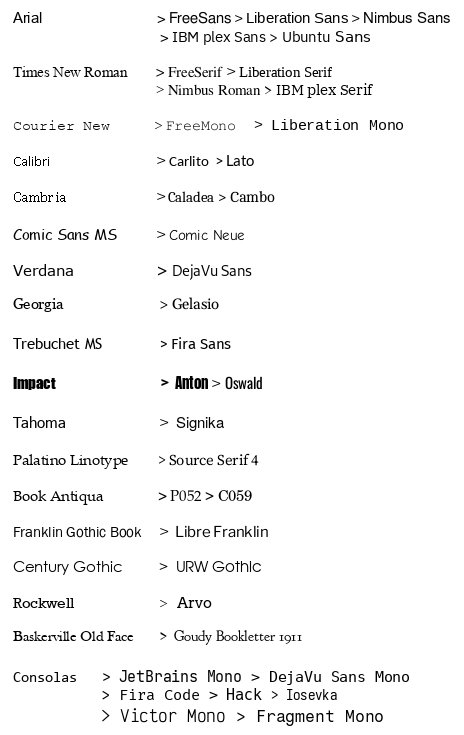 Arial > FreeSans > Liberation Sans > Nimbus Sans
> IBM plex Sans > Ubuntu Sans
Times New Roman > FreeSerif > Liberation Serif
> Nimbus Roman > IBM plex Serif
Courier New > FreeMono > Liberation Mono
Calibri > Carlito > Lato
Cambria > Caladea > Cambo
Comic Sans MS > Comic Neue
Verdana > DejaVu Sans
Georgia > Gelasio
Trebuchet MS > Fira Sans
Impact > Anton > Oswald
Tahoma > Signika
Palatino Linotype > Source Serif 4
Book Antiqua > P052 > C059
Franklin Gothic Book > Libre Franklin
Century Gothic > URW Gothic
Rockwell > Arvo
Baskerville Old Face > Goudy Bookletter 1911
Consolas > JetBrains Mono > DejaVu Sans Mono
> Fira Code > Hack > Iosevka
> Victor Mono > Fragment Mono